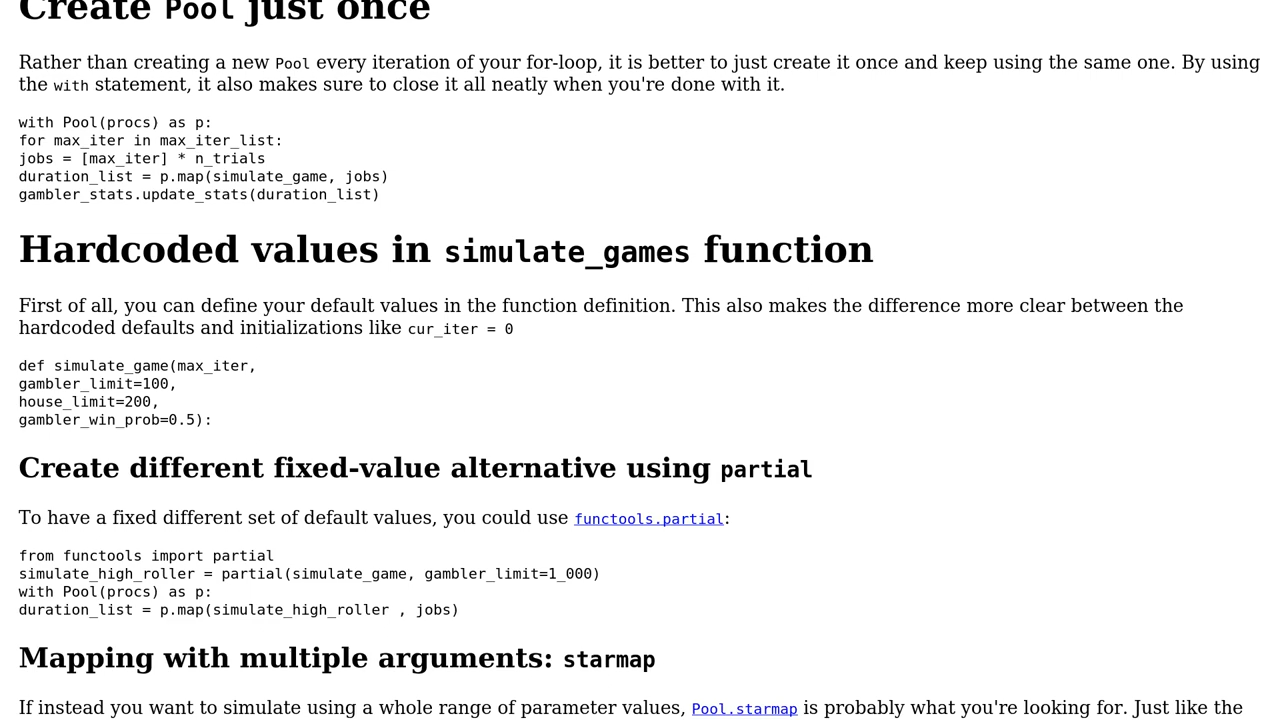 Create Pool just once
Rather than creating a new Pool every iteration of your for-loop, it is better to just create it once and keep using the same one. By using
the with statement, it also makes sure to close it all neatly when you're done with it.
with Pool(procs) as p:
for max_iter in max_iter_list:
jobs = [max_iter] * n_trials
duration_list = p.map(simulate_game, jobs)
gambler_stats.update_stats(duration_list)
Hardcoded values in simulate_games function
First of all, you can define your default values in the function definition. This also makes the difference more clear between the
hardcoded defaults and initializations like cur_iter = 0
def simulate_game(max_iter,
gambler_limit=100,
house_limit=200,
gambler_win_prob=0.5):
Create different fixed-value alternative using partial
To have a fixed different set of default values, you could use functools.partial:
from functools import partial
simulate_high_roller = partial(simulate_game, gambler_limit=1_000)
with Pool(procs) as p:
duration_list = p.map(simulate_high_roller , jobs)
Mapping with multiple arguments: starmap
If instead you want to simulate using a whole range of parameter values, Pool.starmap is probably what you're looking for. Just like the